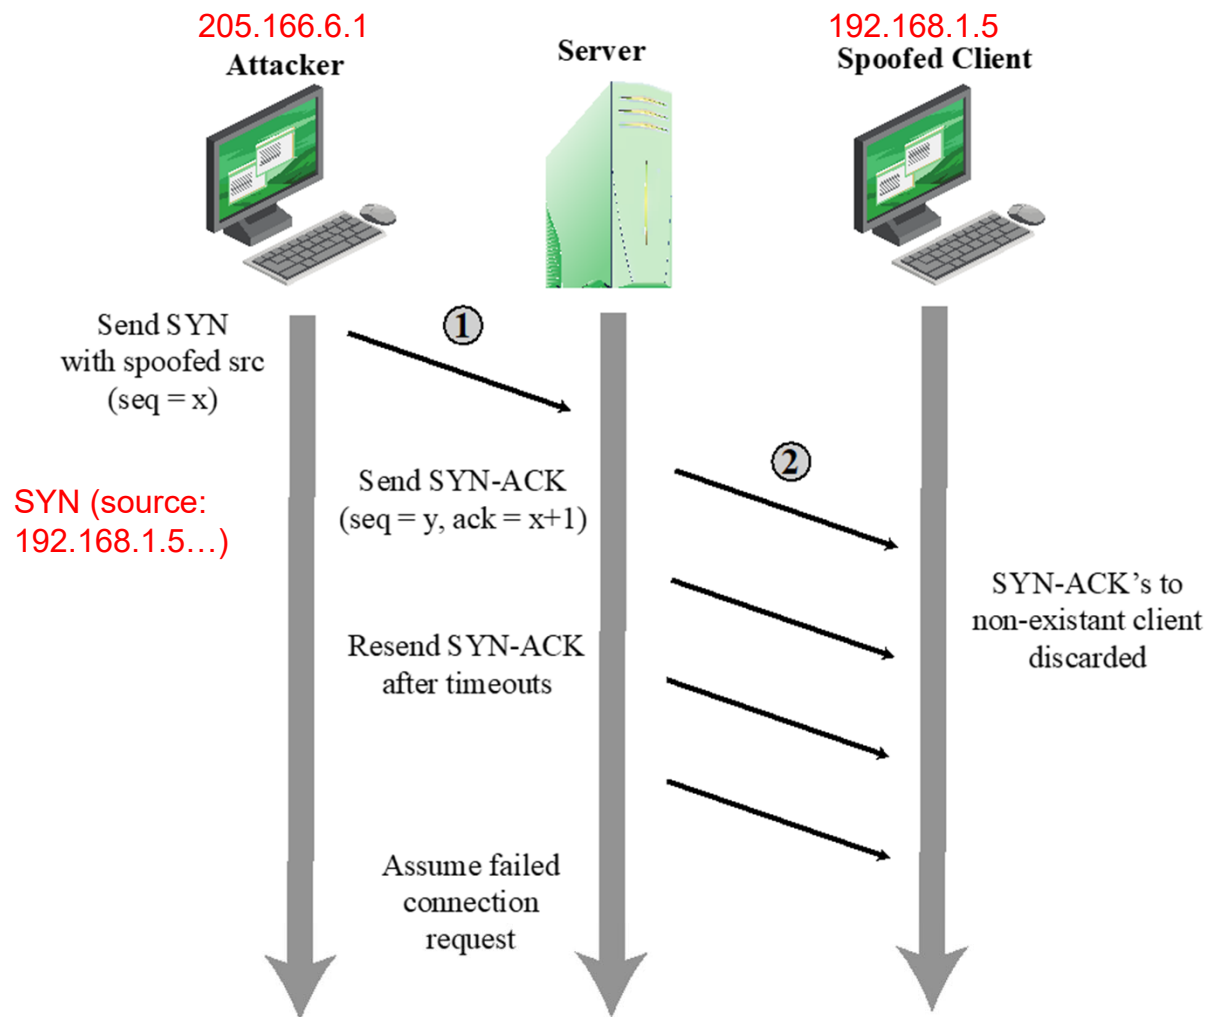 205.166.6.1
Attacker
Server
192.168.1.5
Spoofed Client
Send SYN
with spoofed src
(seq = x)
1
SYN (source:
192.168.1.5…)
Send SYN-ACK
(seq = y, ack = x+1)
2
Resend SYN-ACK
after timeouts
SYN-ACK’s to
non-existant client
discarded
Assume failed
connection
request